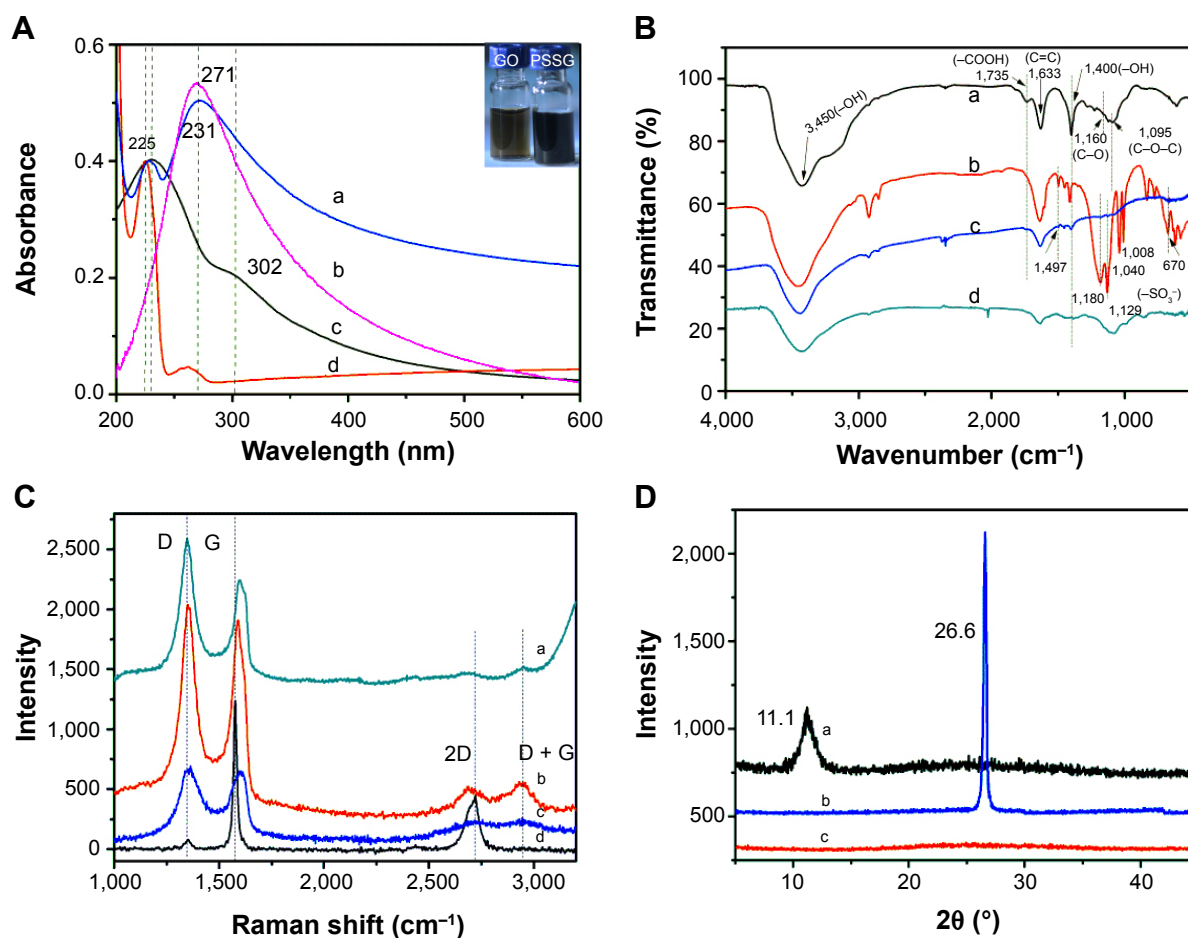 A
0.6
0.4
0.2
0.0
Absorbance
200
300
400
500
600
Wavelength (nm)
225
231
271
302
a
b
c
d
GO
PSSG
B
100
80
60
40
20
0
Transmittance (%)
4,000
3,000
2,000
1,000
Wavenumber (cm⁻¹)
(–COOH)
1,735
(C=C)
1,633
1,400(–OH)
3,450(–OH)
a
1,160
(C–O)
1,095
(C–O–C)
b
c
1,497
1,008
1,040
670
1,180
(–SO₃⁻)
1,129
d
C
2,500
2,000
1,500
1,000
500
0
Intensity
1,000
1,500
2,000
2,500
3,000
Raman shift (cm⁻¹)
D
G
2D
D + G
a
b
c
d
D
2,000
1,500
1,000
500
Intensity
10
20
30
40
2θ (°)
11.1
26.6
a
b
c